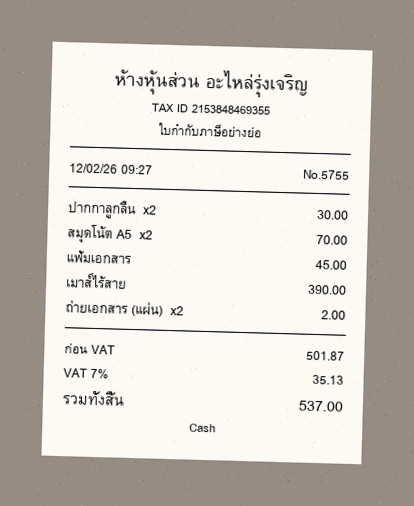 ห้างหุ้นส่วน อะไหล่รุ่งเจริญ
TAX ID 2153848469355
ใบกำกับภาษีอย่างย่อ
12/02/26 09:27 No.5755
ปากกาลูกลื่น x2 30.00
สมุดโน้ต A5 x2 70.00
แฟ้มเอกสาร 45.00
เมาส์ไร้สาย 390.00
ถ่ายเอกสาร (แผ่น) x2 2.00
ก่อน VAT 501.87
VAT 7% 35.13
รวมทั้งสิ้น 537.00
Cash